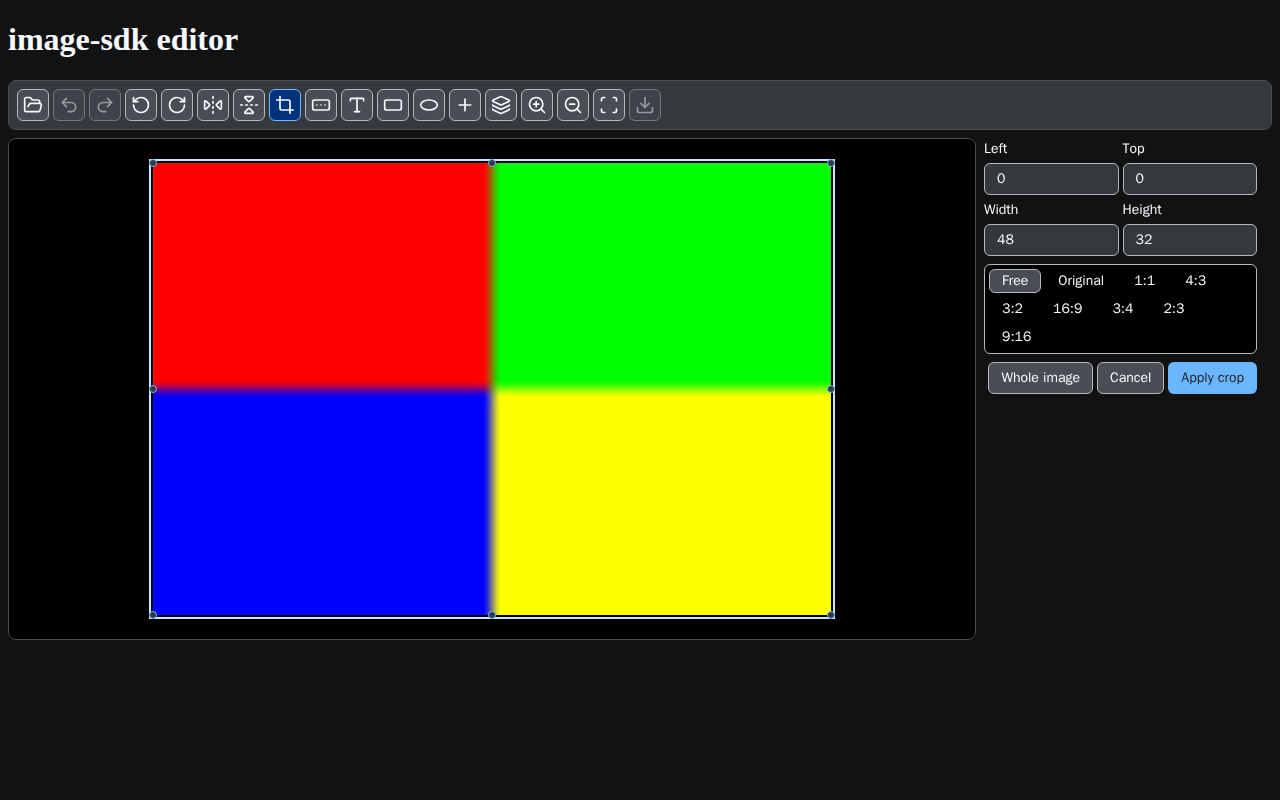 image-sdk editor
Left Top
0 0
Width Height
48 32
Free Original 1:1 4:3
3:2 16:9 3:4 2:3
9:16
Whole image Cancel Apply crop